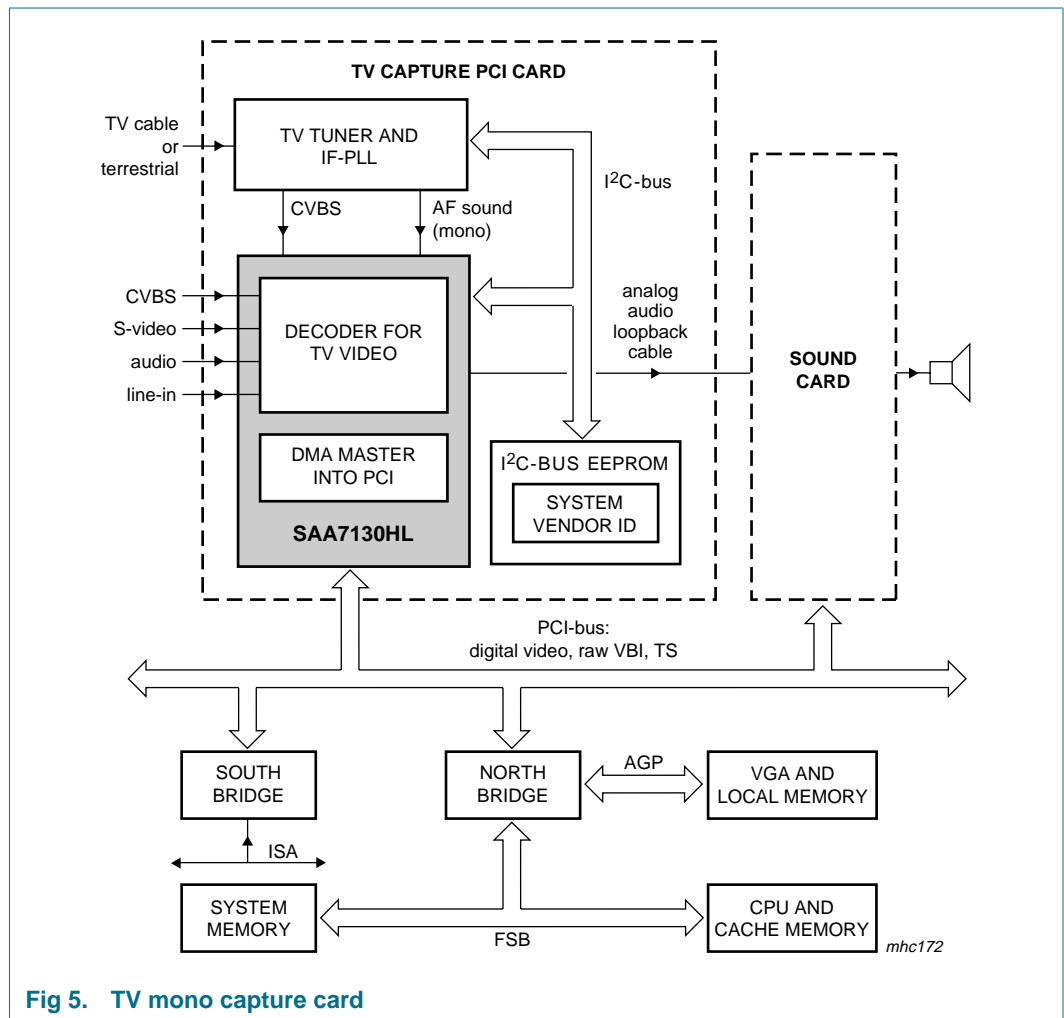 TV CAPTURE PCI CARD
TV cable
or
terrestrial
TV TUNER AND
IF-PLL
I²C-bus
CVBS
AF sound
(mono)
CVBS
S-video
audio
line-in
DECODER FOR
TV VIDEO
analog
audio
loopback
cable
SOUND
CARD
DMA MASTER
INTO PCI
SAA7130HL
I²C-BUS EEPROM
SYSTEM
VENDOR ID
PCI-bus:
digital video, raw VBI, TS
SOUTH
BRIDGE
NORTH
BRIDGE
AGP
VGA AND
LOCAL MEMORY
ISA
SYSTEM
MEMORY
FSB
CPU AND
CACHE MEMORY
mhc172
Fig 5. TV mono capture card